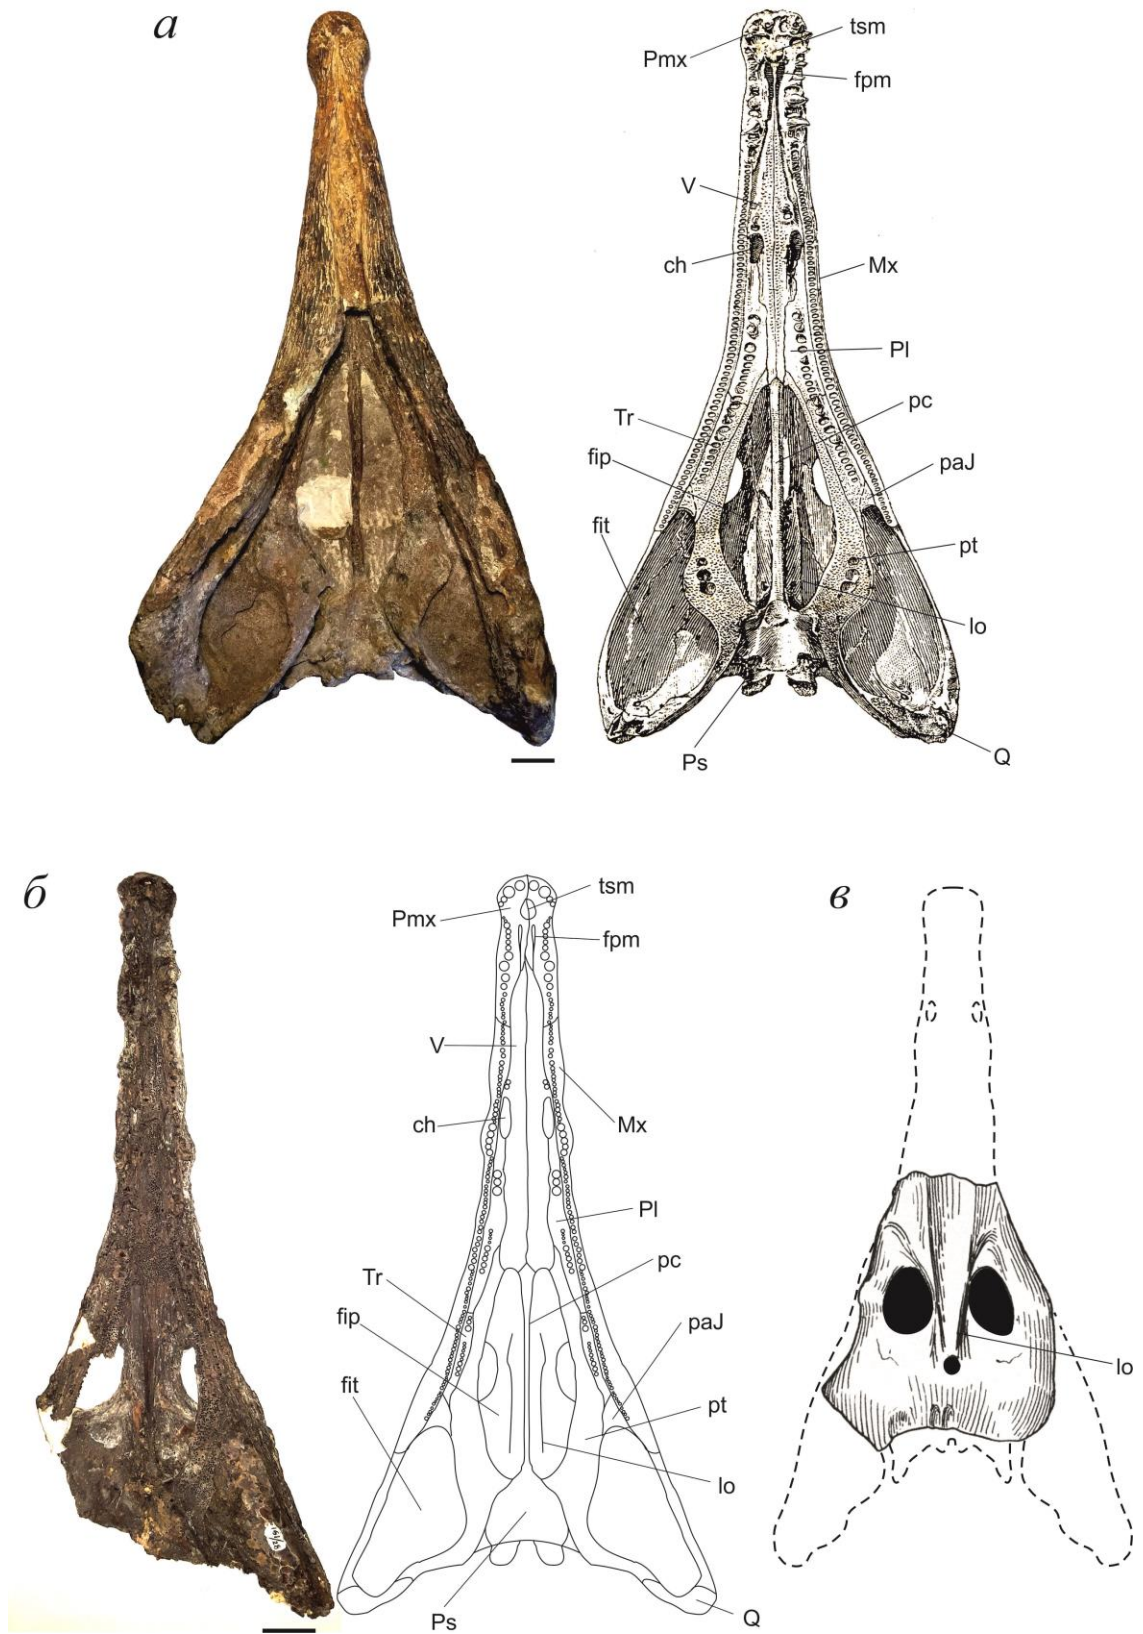 а
tsm
Pmx
fpm
V
ch
Mx
Pl
pc
Tr
fip
paJ
fit
pt
lo
Ps
Q
б
в
tsm
Pmx
fpm
V
ch
Mx
Pl
Tr
pc
fip
paJ
fit
pt
lo
lo
Ps
Q